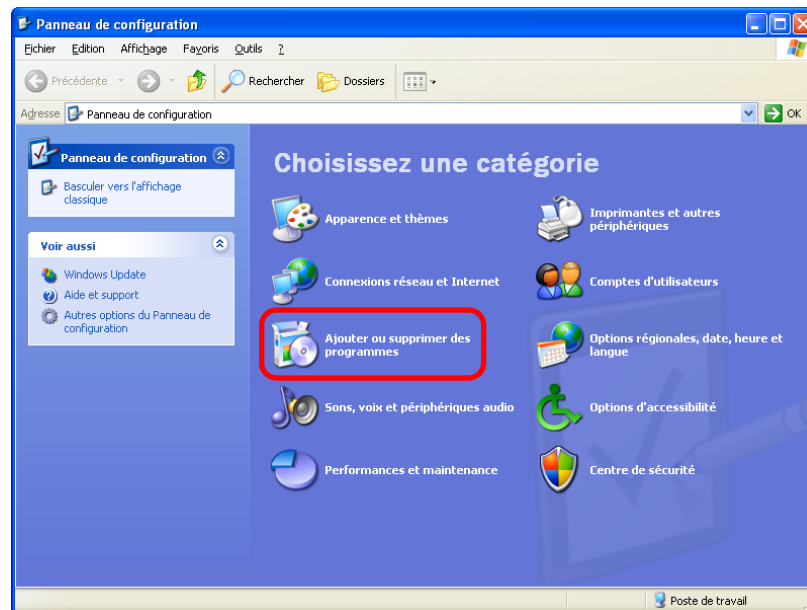 Panneau de configuration
Fichier Edition Affichage Favoris Outils ?
Précédente Rechercher Dossiers
Adresse Panneau de configuration OK
Panneau de configuration
Basculer vers l'affichage
classique
Voir aussi
Windows Update
Aide et support
Autres options du Panneau de
configuration
Choisissez une catégorie
Apparence et thèmes
Imprimantes et autres
périphériques
Connexions réseau et Internet
Comptes d'utilisateurs
Ajouter ou supprimer des
programmes
Options régionales, date, heure et
langue
Sons, voix et périphériques audio
Options d'accessibilité
Performances et maintenance
Centre de sécurité
Poste de travail